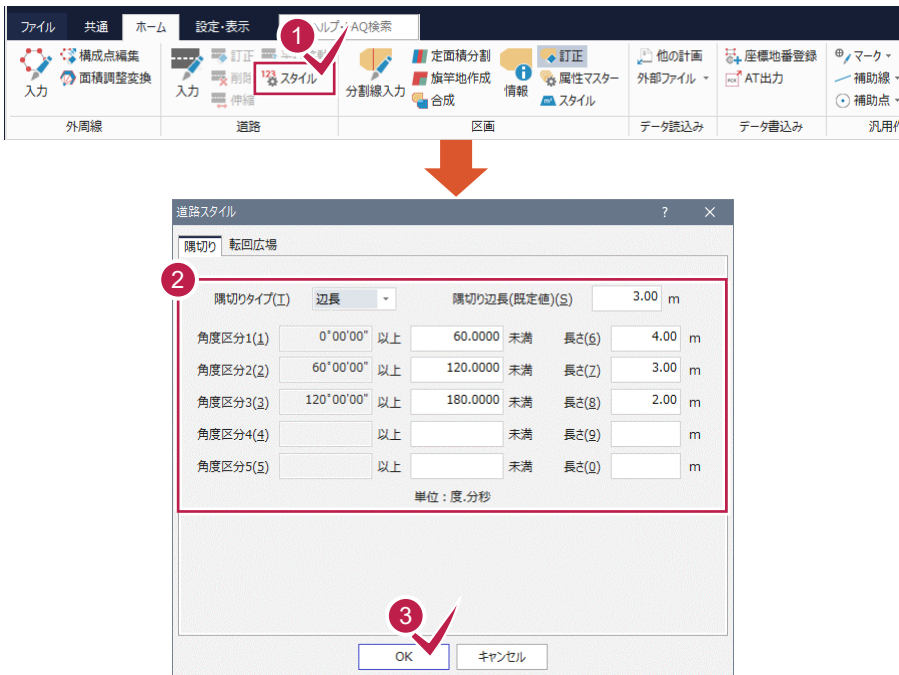 ファイル 共通 ホーム 設定・表示 ヘルプ・FAQ検索
1
構成点編集 訂正 定面積分割 訂正 他の計画 座標地番登録 マーク
面積調整変換 削除 スタイル 旗竿地作成 属性マスター 外部ファイル AT出力 補助線
入力 入力 伸縮 分割線入力 合成 情報 スタイル 補助点
外周線 道路 区画 データ読込み データ書込み 汎用作
道路スタイル ? ×
隅切り 転回広場
2
隅切りタイプ(T) 辺長 隅切り辺長(既定値)(S) 3.00 m
角度区分1(1) 0°00'00" 以上 60.0000 未満 長さ(6) 4.00 m
角度区分2(2) 60°00'00" 以上 120.0000 未満 長さ(7) 3.00 m
角度区分3(3) 120°00'00" 以上 180.0000 未満 長さ(8) 2.00 m
角度区分4(4) 以上 未満 長さ(9) m
角度区分5(5) 以上 未満 長さ(0) m
単位：度.分秒
3
OK キャンセル